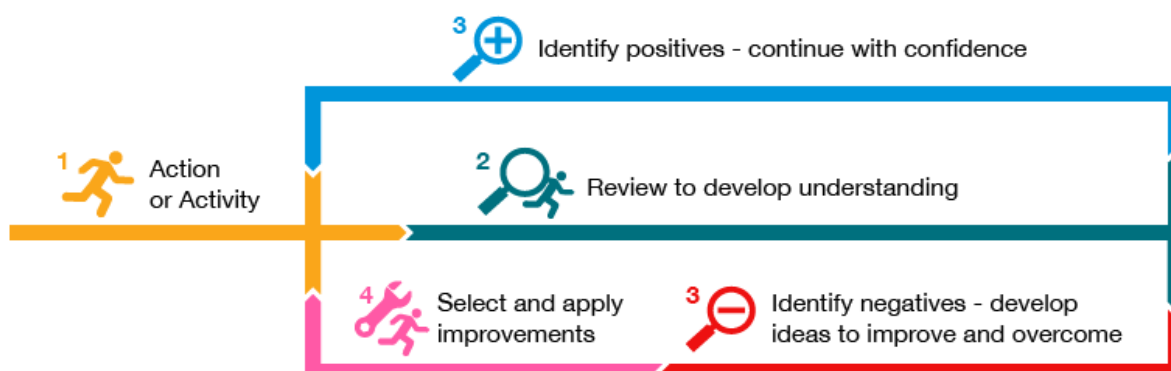 3
Identify positives - continue with confidence
1
Action
or Activity
2
Review to develop understanding
4
Select and apply
improvements
3
Identify negatives - develop
ideas to improve and overcome